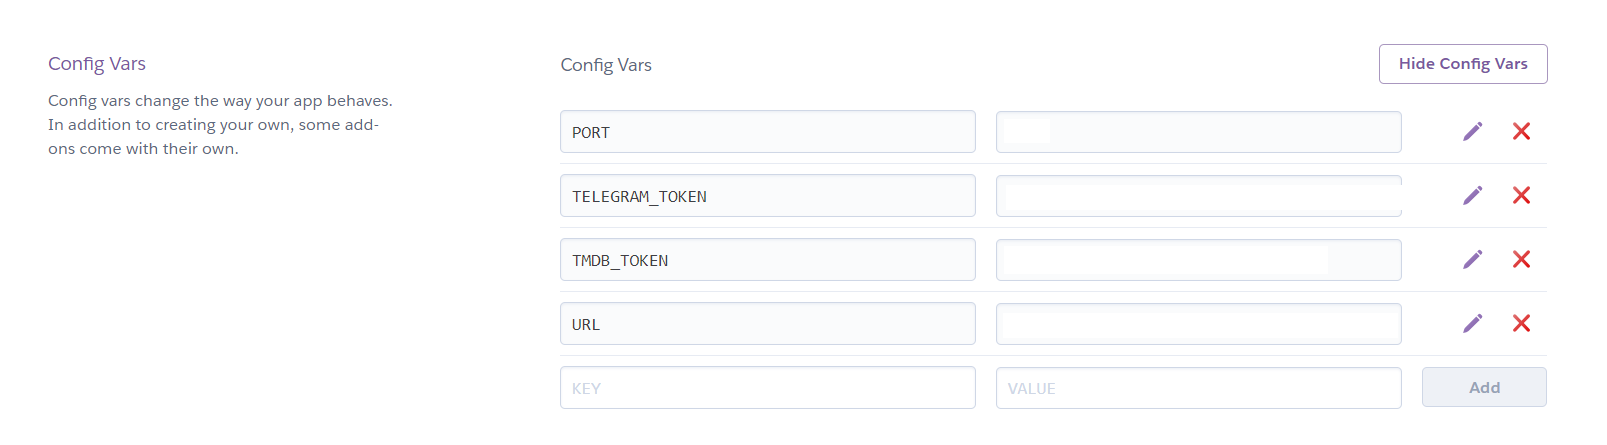 Config Vars
Config vars change the way your app behaves.
In addition to creating your own, some add-
ons come with their own.
Config Vars
Hide Config Vars
PORT
TELEGRAM_TOKEN
TMDB_TOKEN
URL
KEY VALUE Add